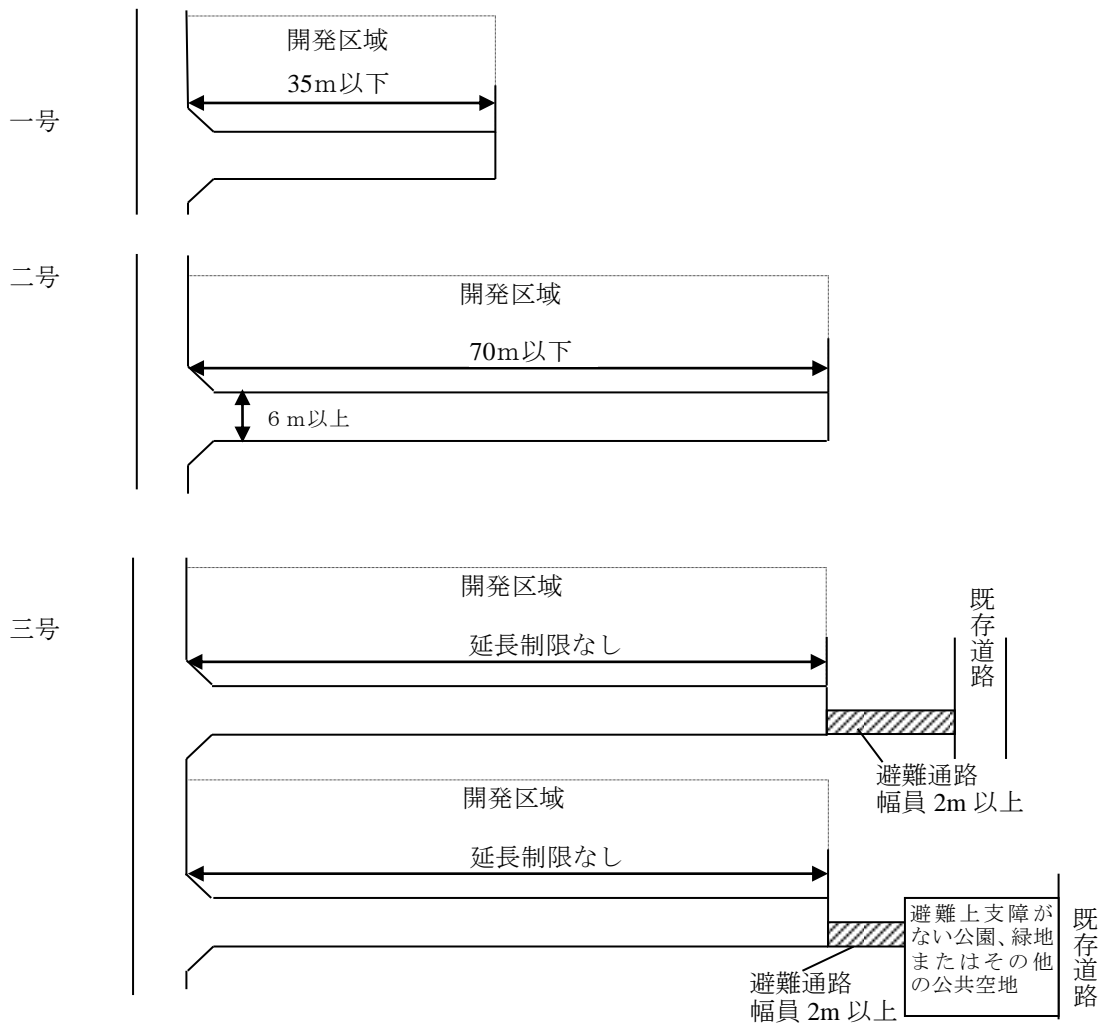 一号
開発区域
35m以下
二号
開発区域
70m以下
6m以上
三号
開発区域
延長制限なし
既存道路
避難通路
幅員 2m 以上
開発区域
延長制限なし
避難上支障が
ない公園、緑地
またはその他
の公共空地
既存道路
避難通路
幅員 2m 以上